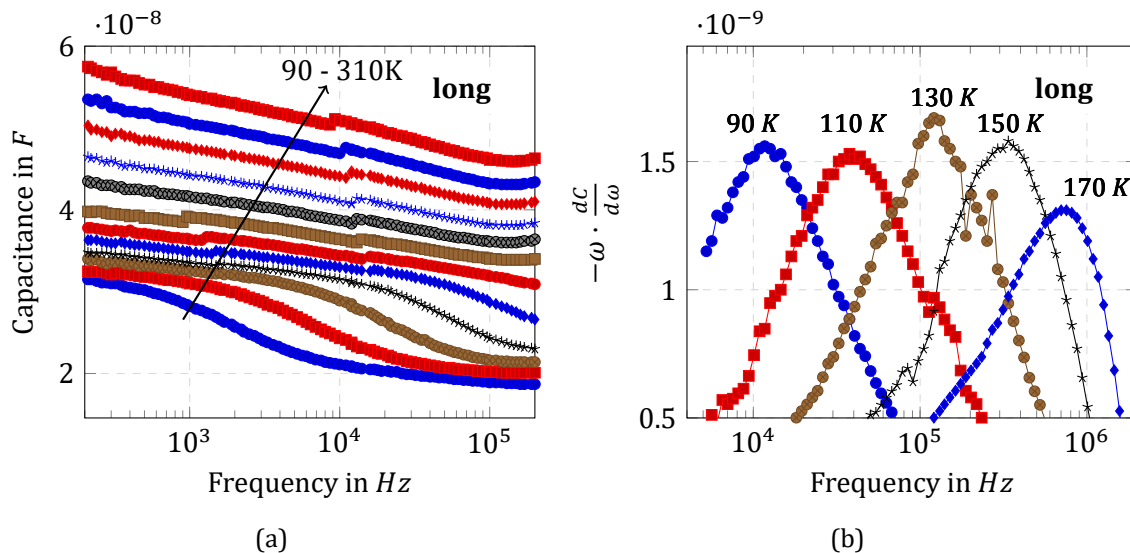 ·10⁻⁸
6
4
2
Capacitance in F
90 - 310K
long
10³
10⁴
10⁵
Frequency in Hz
(a)
·10⁻⁹
1.5
1
0.5
−ω · dC/dω
90 K
110 K
130 K
150 K
170 K
long
10⁴
10⁵
10⁶
Frequency in Hz
(b)